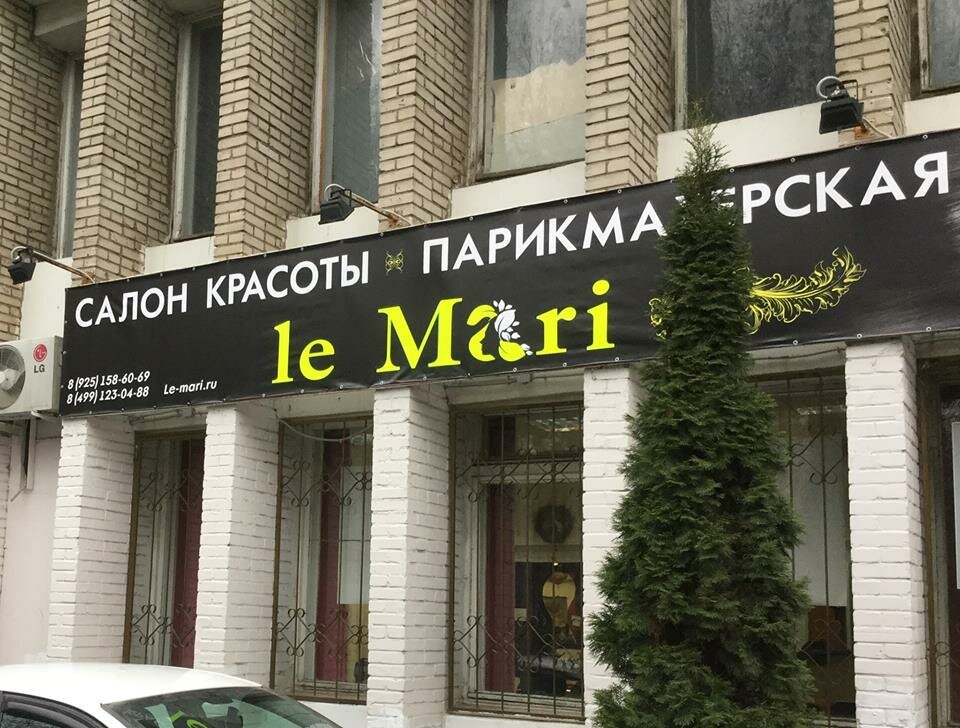 САЛОН КРАСОТЫ ПАРИКМАХЕРСКАЯ
le Mari
8 (925) 158-60-69
8 (499) 123-04-88 Le-mari.ru
LG